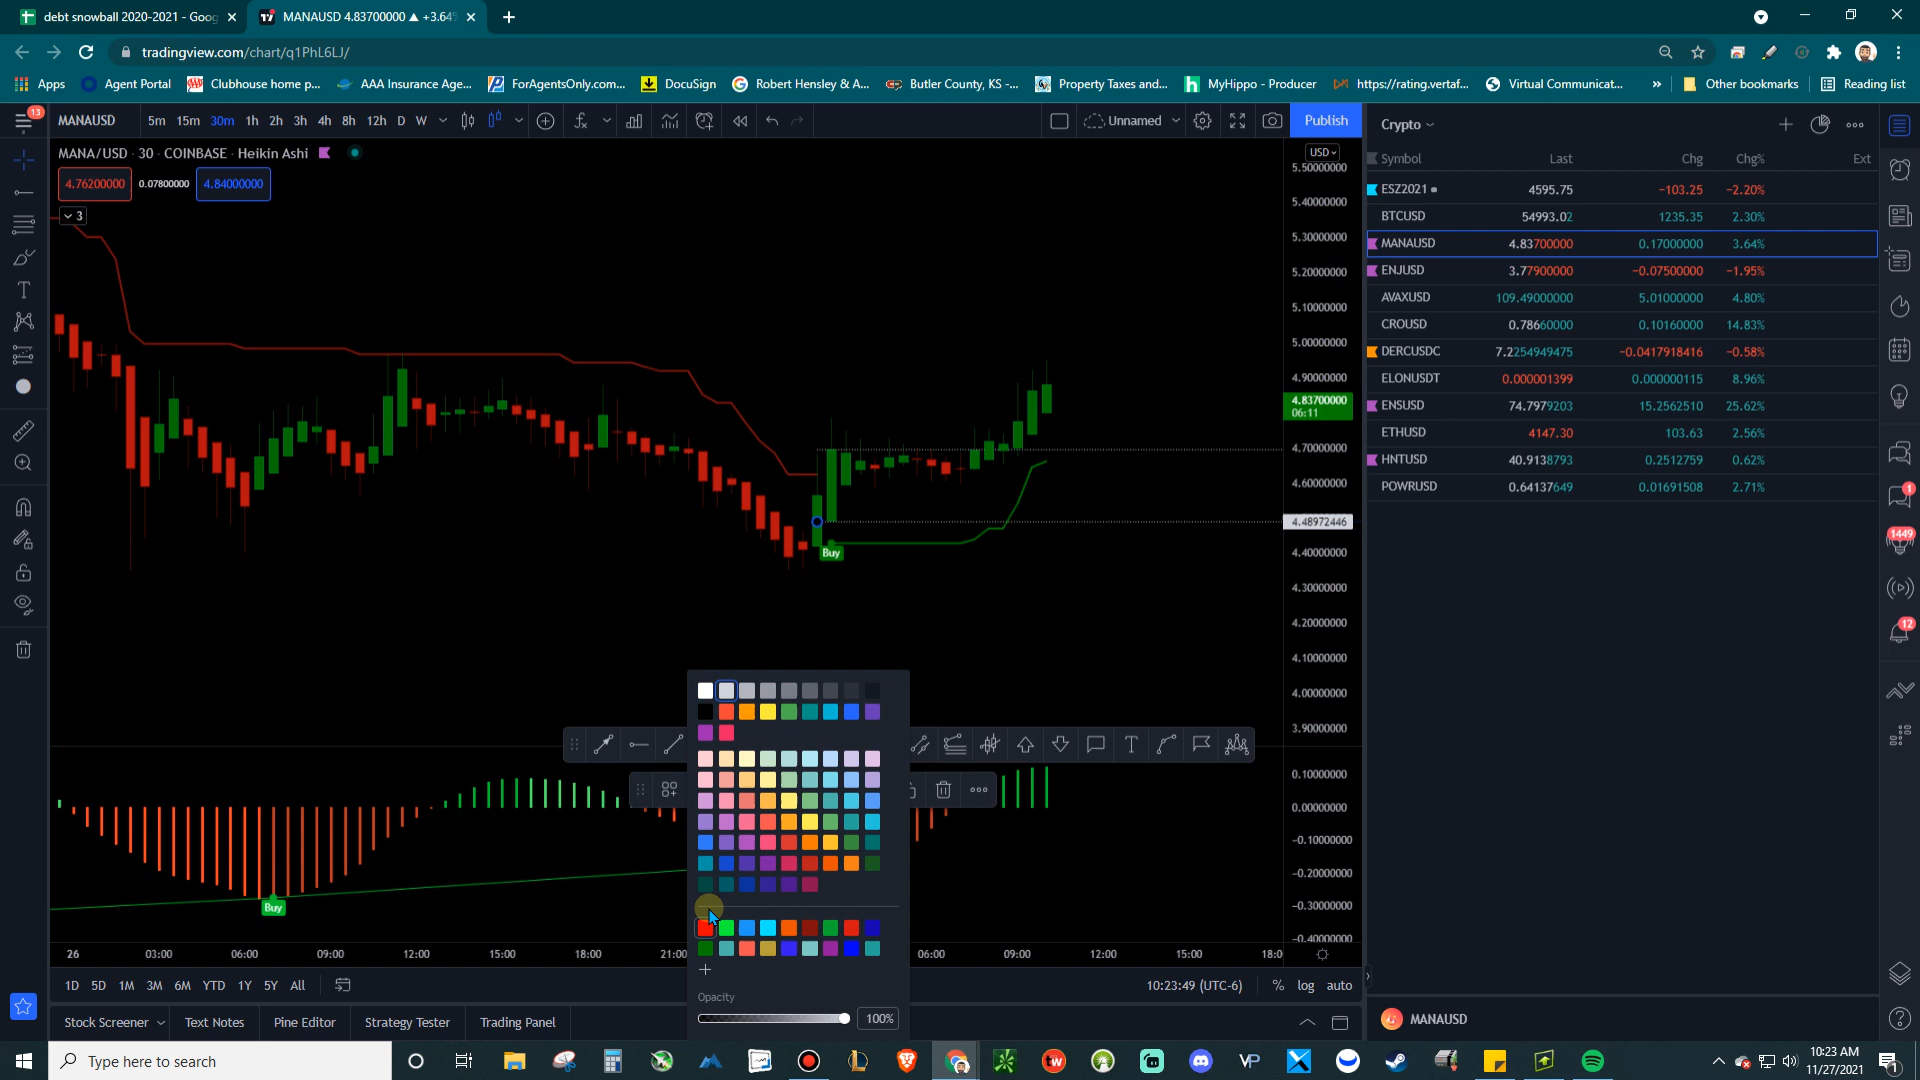 debt snowball 2020-2021 - Goog
MANAUSD 4.83700000 ▲ +3.64%
tradingview.com/chart/q1PhL6LJ/
Apps
Agent Portal
Clubhouse home p...
AAA Insurance Age...
ForAgentsOnly.com...
DocuSign
Robert Hensley & A...
Butler County, KS -...
Property Taxes and...
MyHippo - Producer
https://rating.vertaf...
Virtual Communicat...
»
Other bookmarks
Reading list
13
MANAUSD
5m 15m 30m 1h 2h 3h 4h 8h 12h D W
Unnamed
Publish
MANA/USD · 30 · COINBASE · Heikin Ashi
4.76200000
0.07800000
4.84000000
3
USD
5.50000000
5.40000000
5.30000000
5.20000000
5.10000000
5.00000000
4.90000000
4.83700000
06:11
4.70000000
4.60000000
4.48972446
4.40000000
4.30000000
4.20000000
4.10000000
4.00000000
3.90000000
0.10000000
0.00000000
-0.10000000
-0.20000000
-0.30000000
-0.40000000
Buy
Buy
26 03:00 06:00 09:00 12:00 15:00 18:00 21:00 06:00 09:00 12:00 15:00 18:0
Opacity
100%
1D 5D 1M 3M 6M YTD 1Y 5Y All
10:23:49 (UTC-6)
% log auto
Stock Screener
Text Notes
Pine Editor
Strategy Tester
Trading Panel
Crypto
Symbol Last Chg Chg% Ext
ESZ2021 4595.75 −103.25 −2.20%
BTCUSD 54993.02 1235.35 2.30%
MANAUSD 4.83700000 0.17000000 3.64%
ENJUSD 3.77900000 −0.07500000 −1.95%
AVAXUSD 109.49000000 5.01000000 4.80%
CROUSD 0.78660000 0.10160000 14.83%
DERCUSDC 7.2254949475 −0.0417918416 −0.58%
ELONUSDT 0.000001399 0.000000115 8.96%
ENSUSD 74.7979203 15.2562510 25.62%
ETHUSD 4147.30 103.63 2.56%
HNTUSD 40.9138793 0.2512759 0.62%
POWRUSD 0.64137649 0.01691508 2.71%
1
1449
12
MANAUSD
Type here to search
VP
10:23 AM
11/27/2021
1